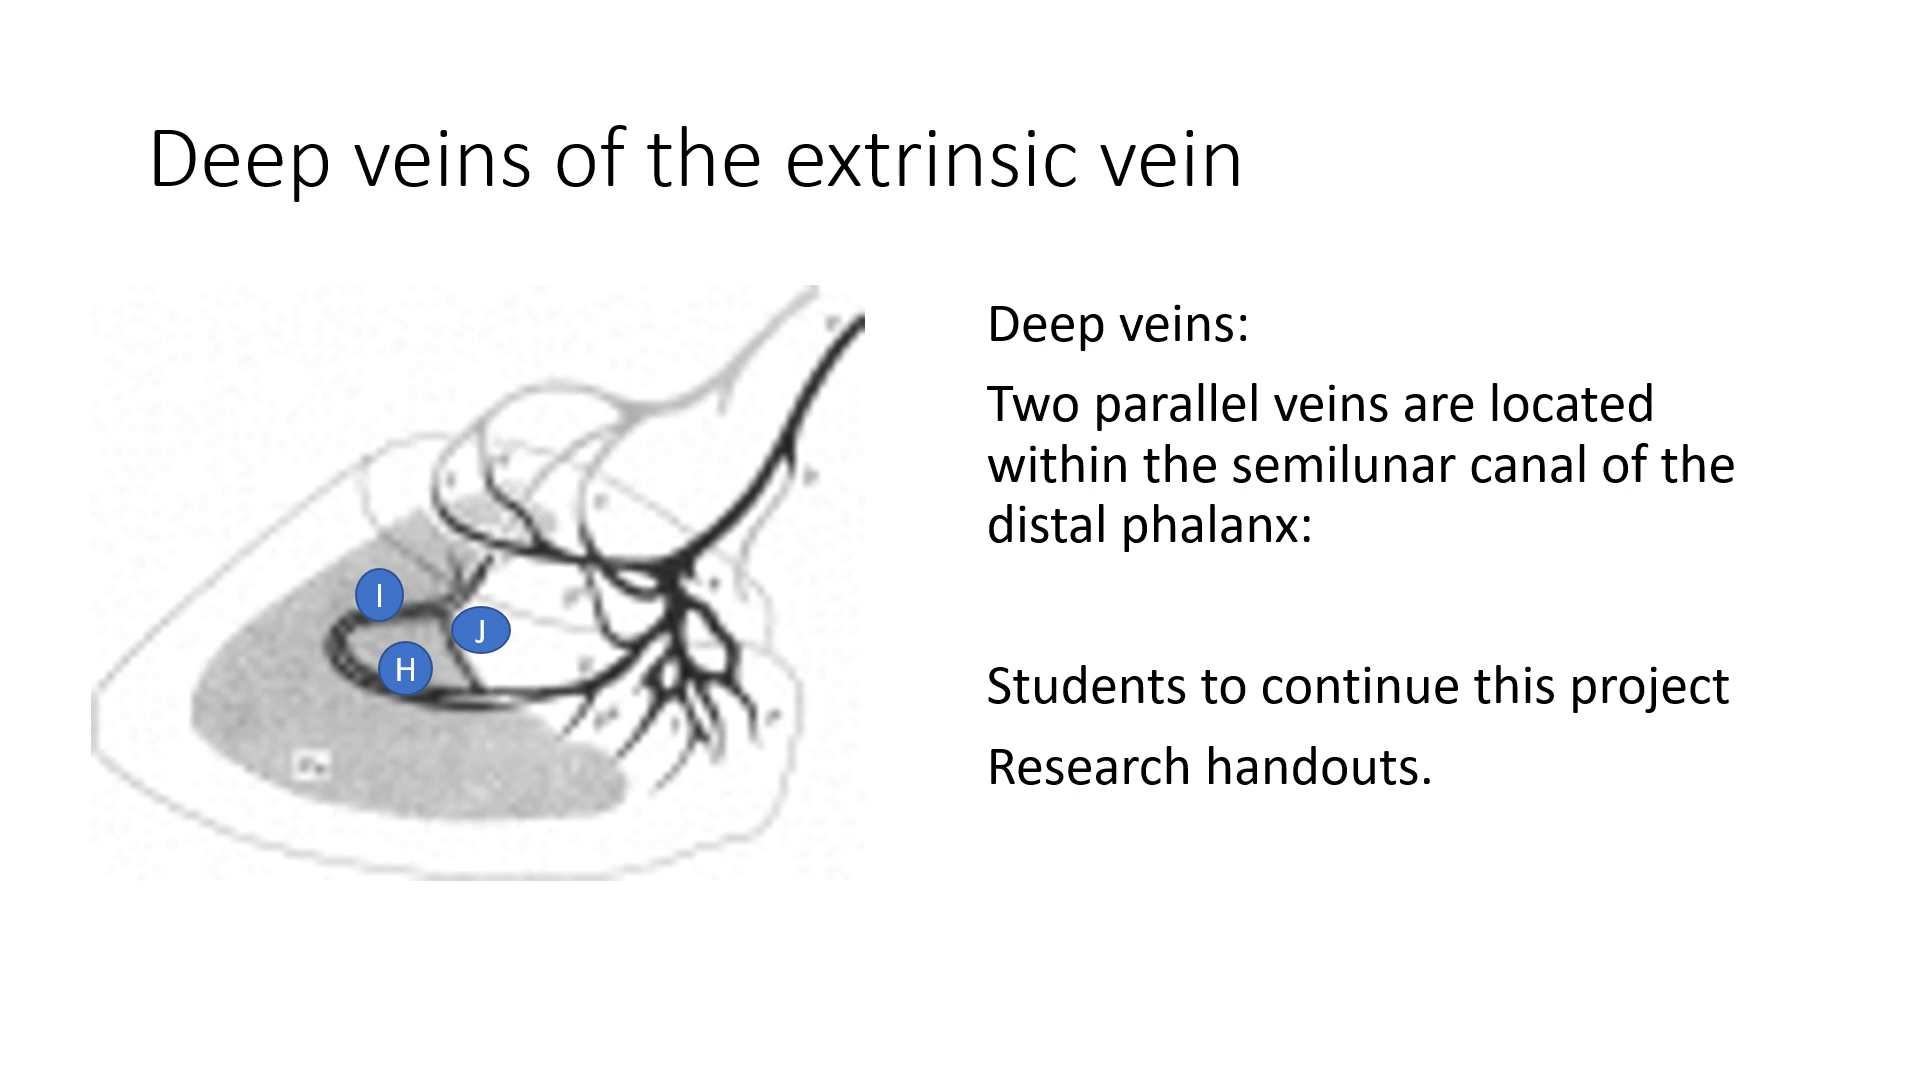 Deep veins of the extrinsic vein
Deep veins:
Two parallel veins are located
within the semilunar canal of the
distal phalanx:
Students to continue this project
Research handouts.
I
J
H